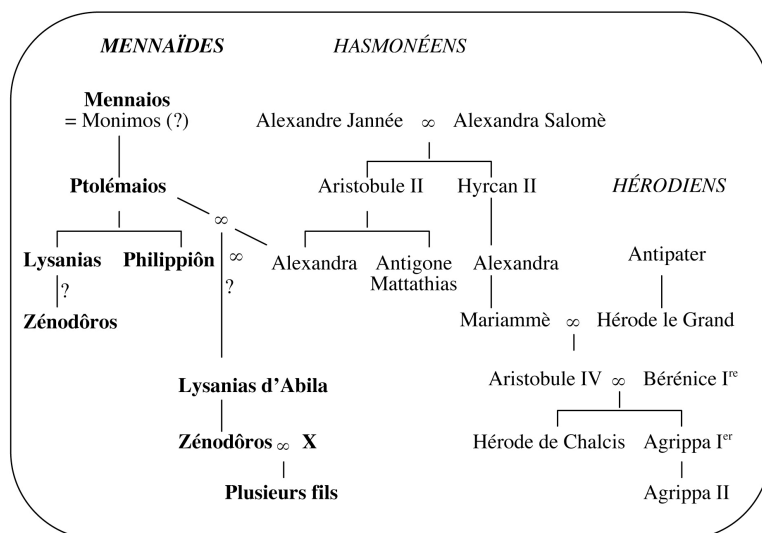 MENNAÏDES HASMONÉENS
Mennaios
= Monimos (?)
Alexandre Jannée ∞ Alexandra Salomè
Ptolémaios Aristobule II Hyrcan II HÉRODIENS
∞
Lysanias Philippiôn ∞ Alexandra Antigone Mattathias Alexandra Antipater
? ?
Zénodôros Mariammè ∞ Hérode le Grand
Lysanias d'Abila Aristobule IV ∞ Bérénice Ire
Zénodôros ∞ X Hérode de Chalcis Agrippa Ier
Plusieurs fils Agrippa II